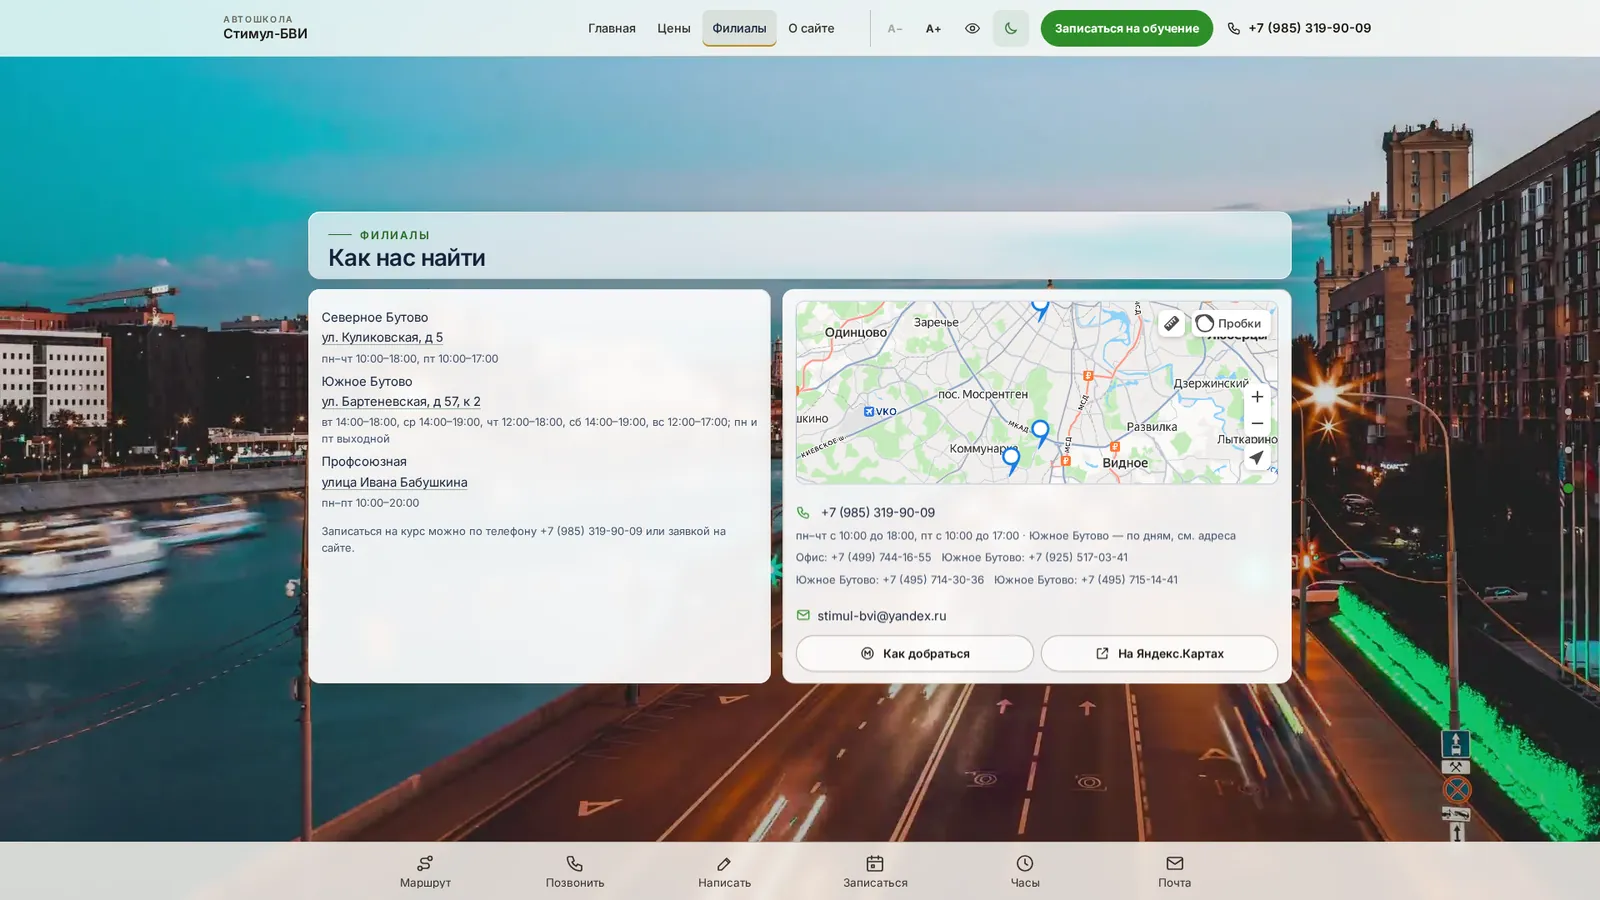 АВТОШКОЛА
Стимул-БВИ
Главная
Цены
Филиалы
О сайте
A−
A+
Записаться на обучение
+7 (985) 319-90-09
ФИЛИАЛЫ
Как нас найти
Северное Бутово
ул. Куликовская, д 5
пн–чт 10:00–18:00, пт 10:00–17:00
Южное Бутово
ул. Бартеневская, д 57, к 2
вт 14:00–18:00, ср 14:00–19:00, чт 12:00–18:00, сб 14:00–19:00, вс 12:00–17:00; пн и
пт выходной
Профсоюзная
улица Ивана Бабушкина
пн–пт 10:00–20:00
Записаться на курс можно по телефону +7 (985) 319-90-09 или заявкой на
сайте.
Одинцово
Заречье
МСД
Пробки
Люберцы
Дзержинский
пос. Мосрентген
МСД
VKO
шкино
МКАД
Развилка
КИЕВСКОЕ Ш.
Коммунарк
МСД
Видное
Лыткарино
+7 (985) 319-90-09
пн–чт с 10:00 до 18:00, пт с 10:00 до 17:00 · Южное Бутово — по дням, см. адреса
Офис: +7 (499) 744-16-55 Южное Бутово: +7 (925) 517-03-41
Южное Бутово: +7 (495) 714-30-36 Южное Бутово: +7 (495) 715-14-41
stimul-bvi@yandex.ru
Как добраться
На Яндекс.Картах
Маршрут
Позвонить
Написать
Записаться
Часы
Почта